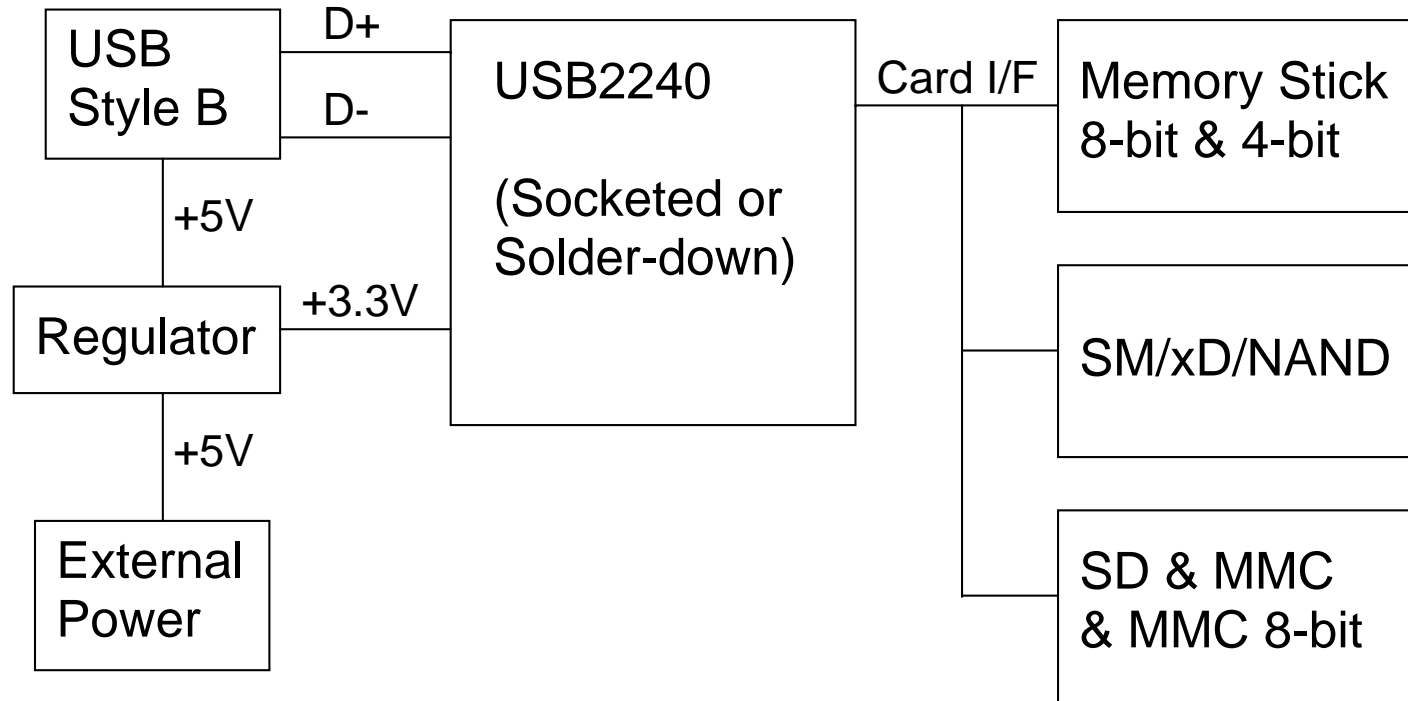 USB
Style B
D+
D-
+5V
Regulator
+3.3V
+5V
External
Power
USB2240
(Socketed or
Solder-down)
Card I/F
Memory Stick
8-bit & 4-bit
SM/xD/NAND
SD & MMC
& MMC 8-bit